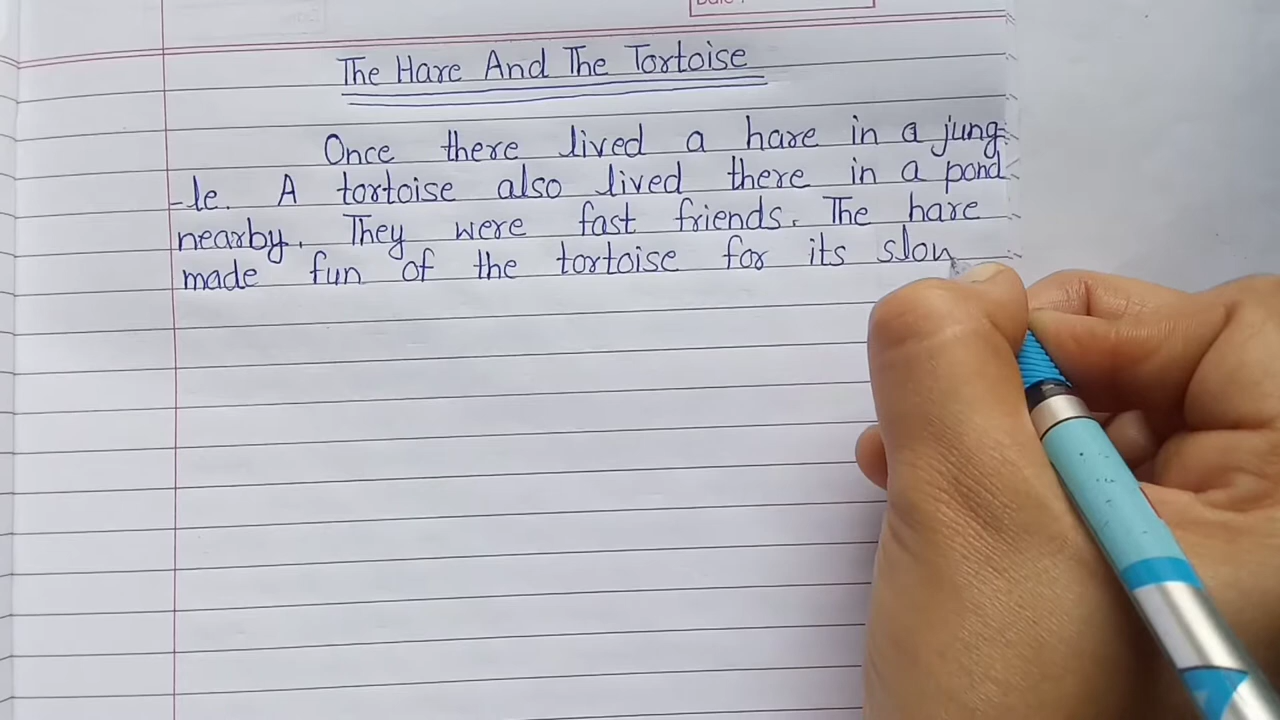 The Hare And The Tortoise
Once there lived a hare in a jung-
-le. A tortoise also lived there in a pond
nearby. They were fast friends. The hare
made fun of the tortoise for its